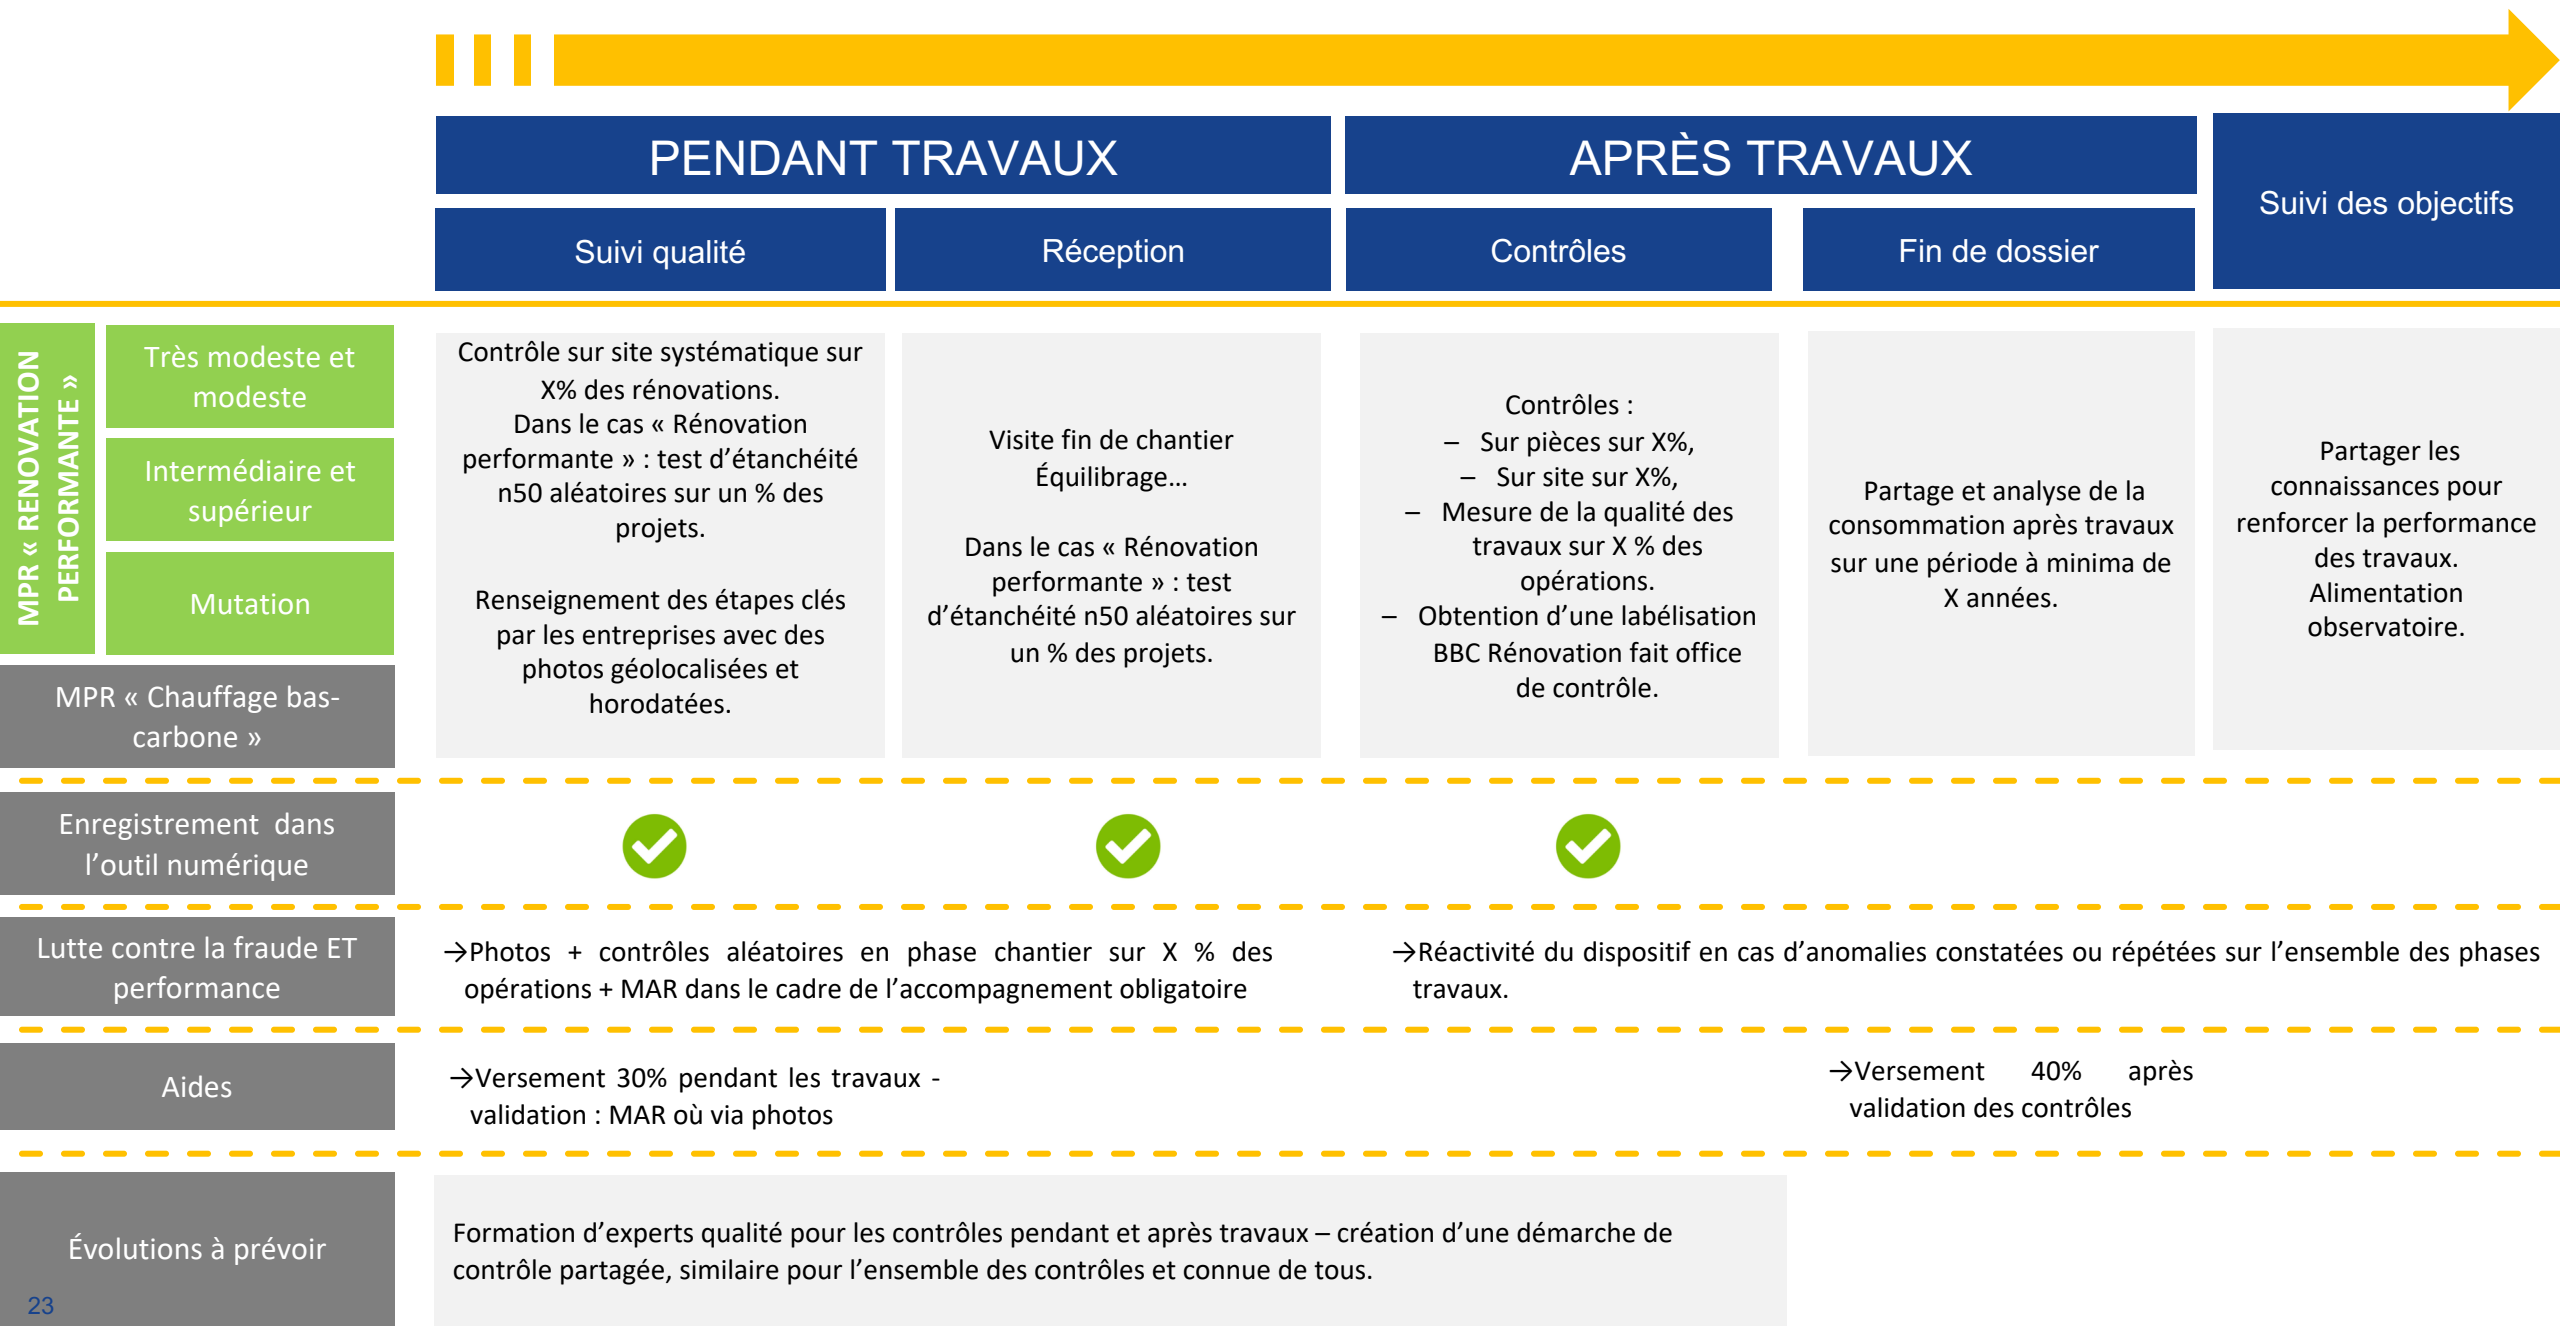 PENDANT TRAVAUX
APRÈS TRAVAUX
Suivi des objectifs
Suivi qualité
Réception
Contrôles
Fin de dossier
MPR « RENOVATION
PERFORMANTE »
Très modeste et
modeste
Intermédiaire et
supérieur
Mutation
MPR « Chauffage bas-
carbone »
Contrôle sur site systématique sur
X% des rénovations.
Dans le cas « Rénovation
performante » : test d’étanchéité
n50 aléatoires sur un % des
projets.
Renseignement des étapes clés
par les entreprises avec des
photos géolocalisées et
horodatées.
Visite fin de chantier
Équilibrage…
Dans le cas « Rénovation
performante » : test
d’étanchéité n50 aléatoires sur
un % des projets.
Contrôles :
– Sur pièces sur X%,
– Sur site sur X%,
– Mesure de la qualité des
travaux sur X % des
opérations.
– Obtention d’une labélisation
BBC Rénovation fait office
de contrôle.
Partage et analyse de la
consommation après travaux
sur une période à minima de
X années.
Partager les
connaissances pour
renforcer la performance
des travaux.
Alimentation
observatoire.
Enregistrement dans
l’outil numérique
Lutte contre la fraude ET
performance
→Photos + contrôles aléatoires en phase chantier sur X % des
opérations + MAR dans le cadre de l’accompagnement obligatoire
→Réactivité du dispositif en cas d’anomalies constatées ou répétées sur l’ensemble des phases
travaux.
Aides
→Versement 30% pendant les travaux -
validation : MAR où via photos
→Versement 40% après
validation des contrôles
Évolutions à prévoir
Formation d’experts qualité pour les contrôles pendant et après travaux – création d’une démarche de
contrôle partagée, similaire pour l’ensemble des contrôles et connue de tous.
23